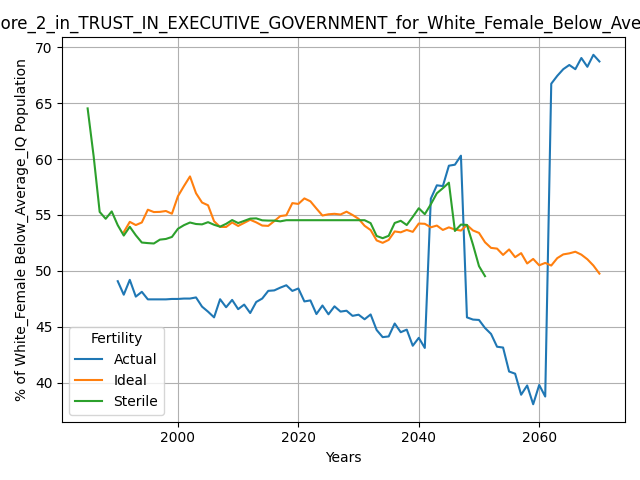 ore_2_in_TRUST_IN_EXECUTIVE_GOVERNMENT_for_White_Female_Below_Ave
% of White_Female Below_Average_IQ Population
70
65
60
55
50
45
40
Fertility
Actual
Ideal
Sterile
2000
2020
2040
2060
Years